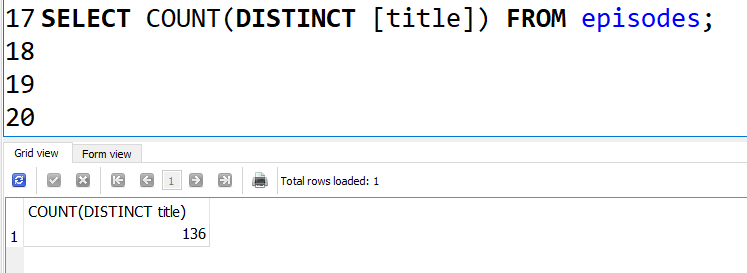 17 SELECT COUNT(DISTINCT [title]) FROM episodes;
18
19
20
Grid view Form view
1 Total rows loaded: 1
COUNT(DISTINCT title)
1 136